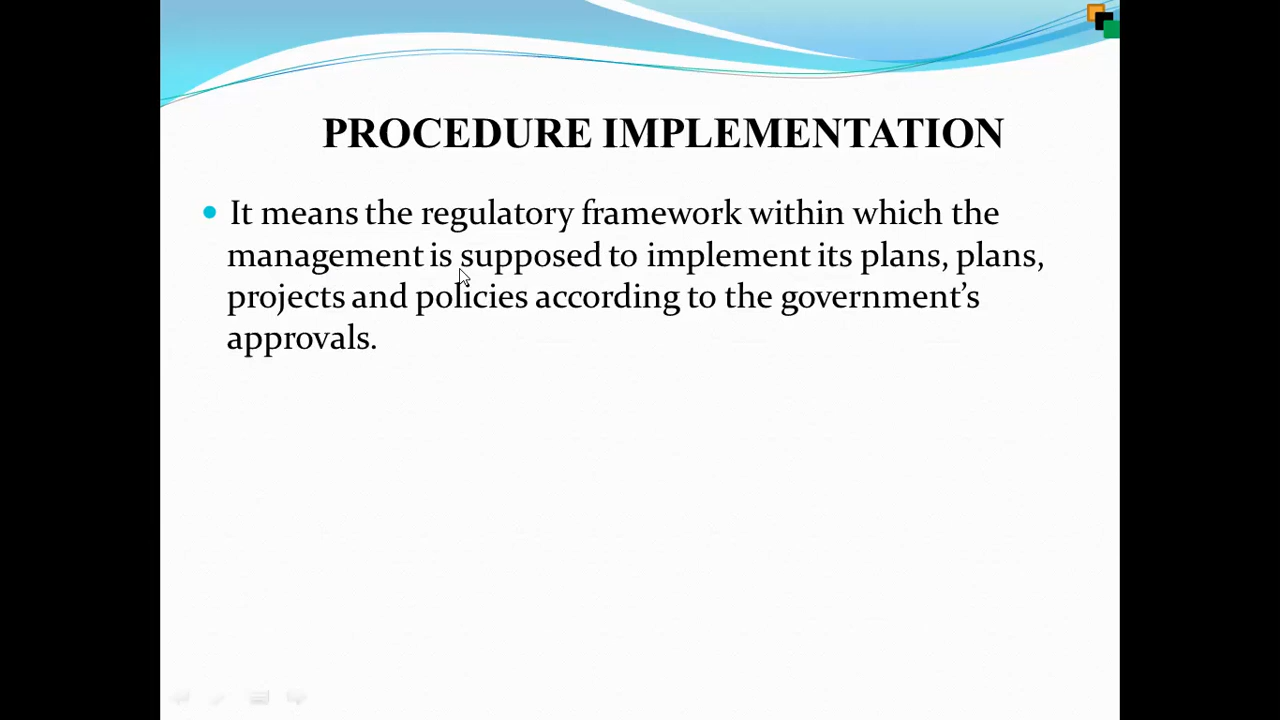 PROCEDURE IMPLEMENTATION
It means the regulatory framework within which the
management is supposed to implement its plans, plans,
projects and policies according to the government’s
approvals.